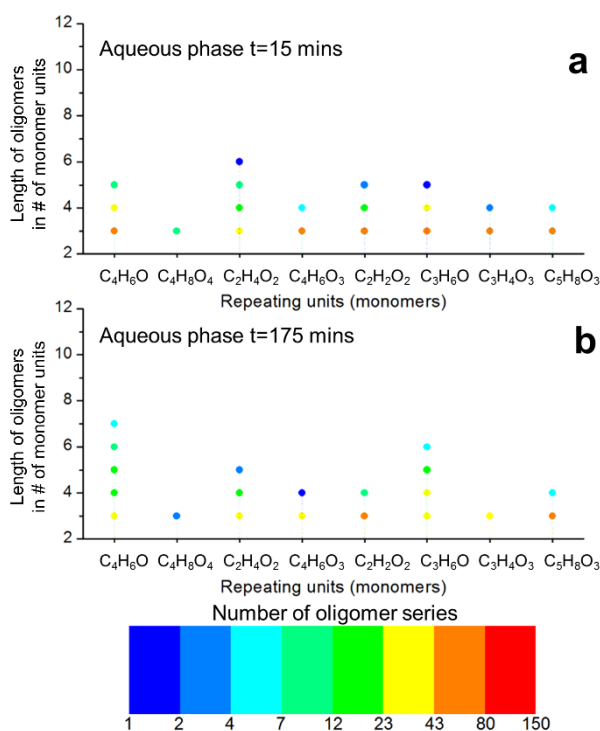 12
Aqueous phase t=15 mins
a
10
8
6
4
2
Length of oligomers
in # of monomer units
C₄H₆O C₄H₈O₄ C₂H₄O₂ C₄H₆O₃ C₂H₂O₂ C₃H₆O C₃H₄O₃ C₅H₈O₃
Repeating units (monomers)
12
Aqueous phase t=175 mins
b
10
8
6
4
2
Length of oligomers
in # of monomer units
C₄H₆O C₄H₈O₄ C₂H₄O₂ C₄H₆O₃ C₂H₂O₂ C₃H₆O C₃H₄O₃ C₅H₈O₃
Repeating units (monomers)
Number of oligomer series
1 2 4 7 12 23 43 80 150